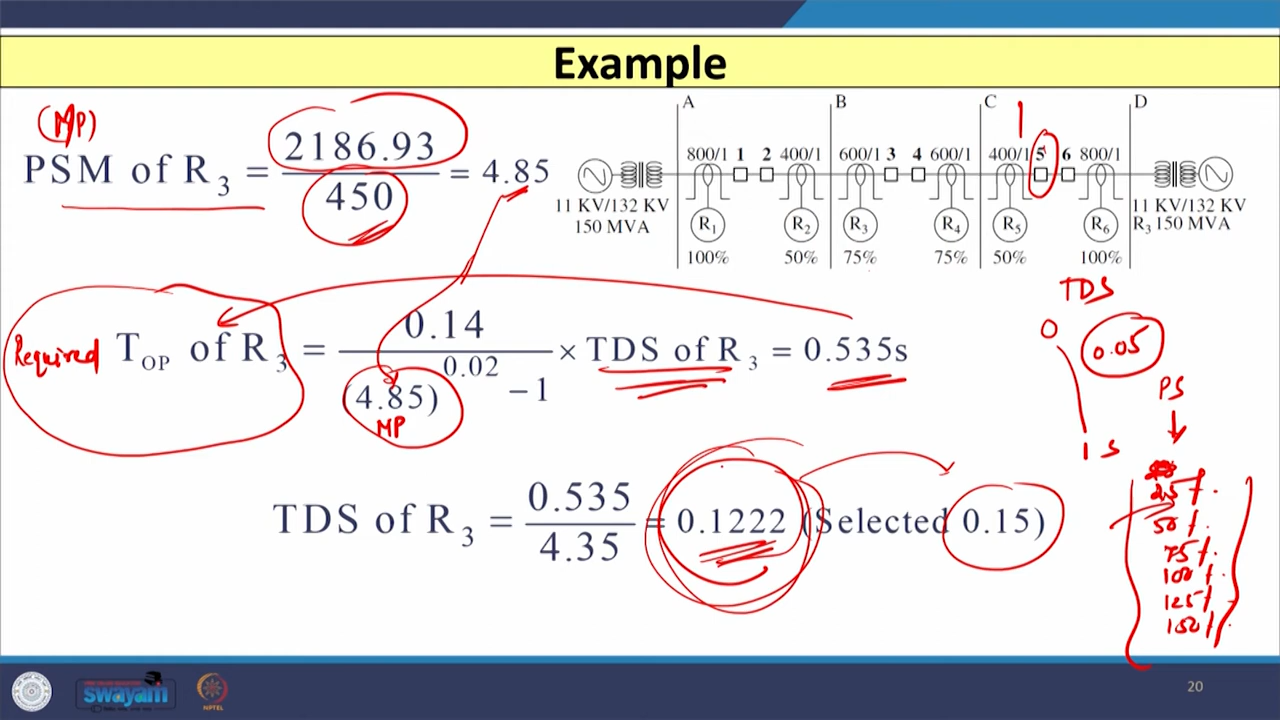 Example
(MP)
PSM of R3 = 2186.93 / 450 = 4.85
A B C D
1
800/1 1 2 400/1 600/1 3 4 600/1 400/1 5 6 800/1
11 KV/132 KV 11 KV/132 KV
150 MVA R1 R2 R3 R4 R5 R6 R3 150 MVA
100% 50% 75% 75% 50% 100%
TDS
0
0.05
1 s
Required TOP of R3 = 0.14 / (4.85)^0.02 − 1 × TDS of R3 = 0.535s
MP
PS
25%
50%
75%
100%
125%
150%
TDS of R3 = 0.535 / 4.35 = 0.1222 (Selected 0.15)
swayam
NPTEL
20